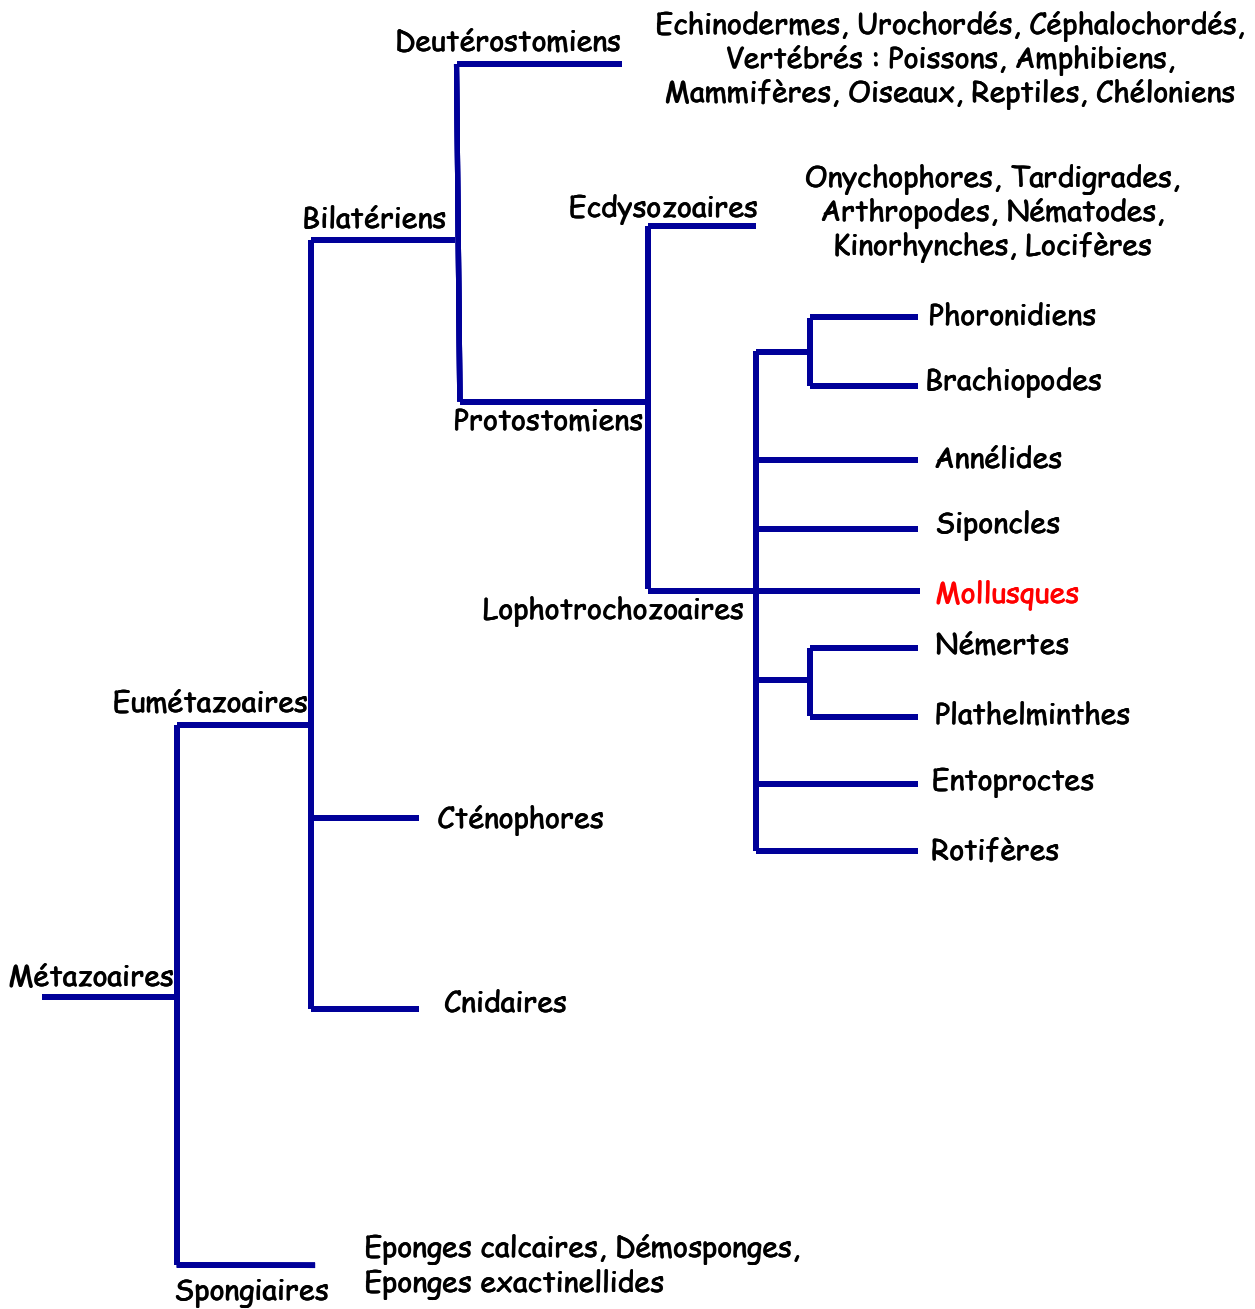 Deutérostomiens
Echinodermes, Urochordés, Céphalochordés,
Vertébrés : Poissons, Amphibiens,
Mammifères, Oiseaux, Reptiles, Chéloniens
Bilatériens
Ecdysozoaires
Onychophores, Tardigrades,
Arthropodes, Nématodes,
Kinorhynches, Locifères
Phoronidiens
Brachiopodes
Protostomiens
Annélides
Siponcles
Mollusques
Lophotrochozoaires
Némertes
Eumétazoaires
Plathelminthes
Entoproctes
Cténophores
Rotifères
Métazoaires
Cnidaires
Spongiaires
Eponges calcaires, Démosponges,
Eponges exactinellides